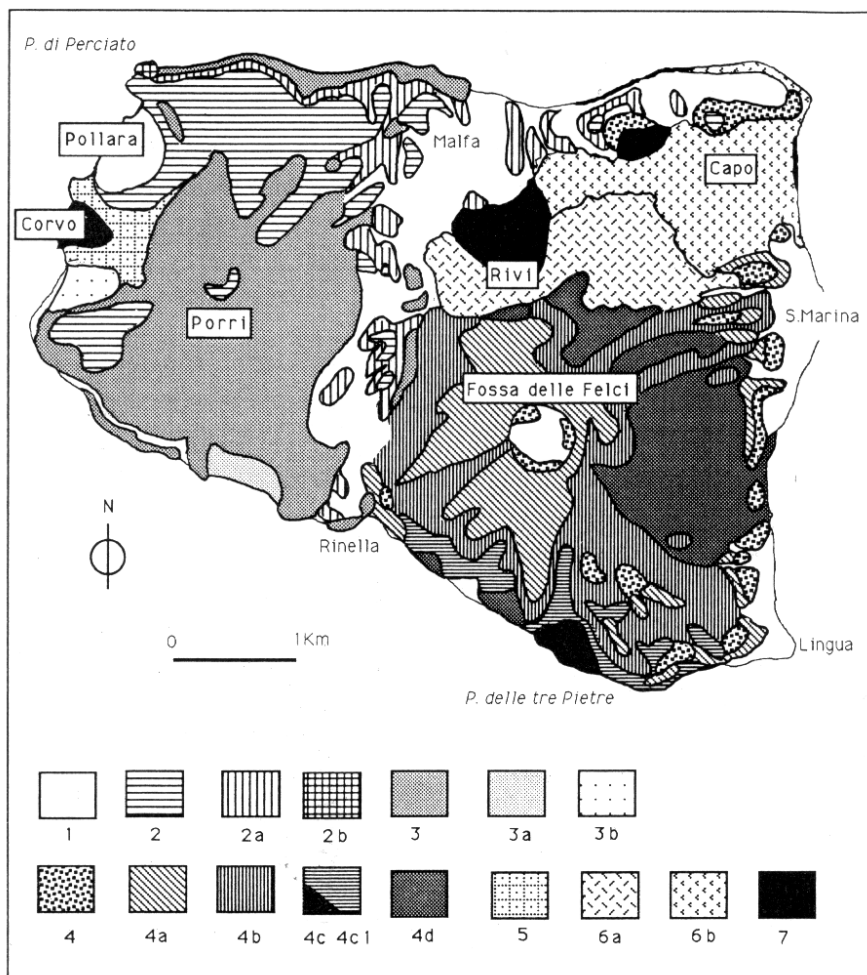 P. di Perciato
Pollara
Malfa
Capo
Corvo
Rivi
Porri
S.Marina
Fossa delle Felci
N
Rinella
0 1Km
Lingua
P. delle tre Pietre
1 2 2a 2b 3 3a 3b
4 4a 4b 4c 4c1 4d 5 6a 6b 7